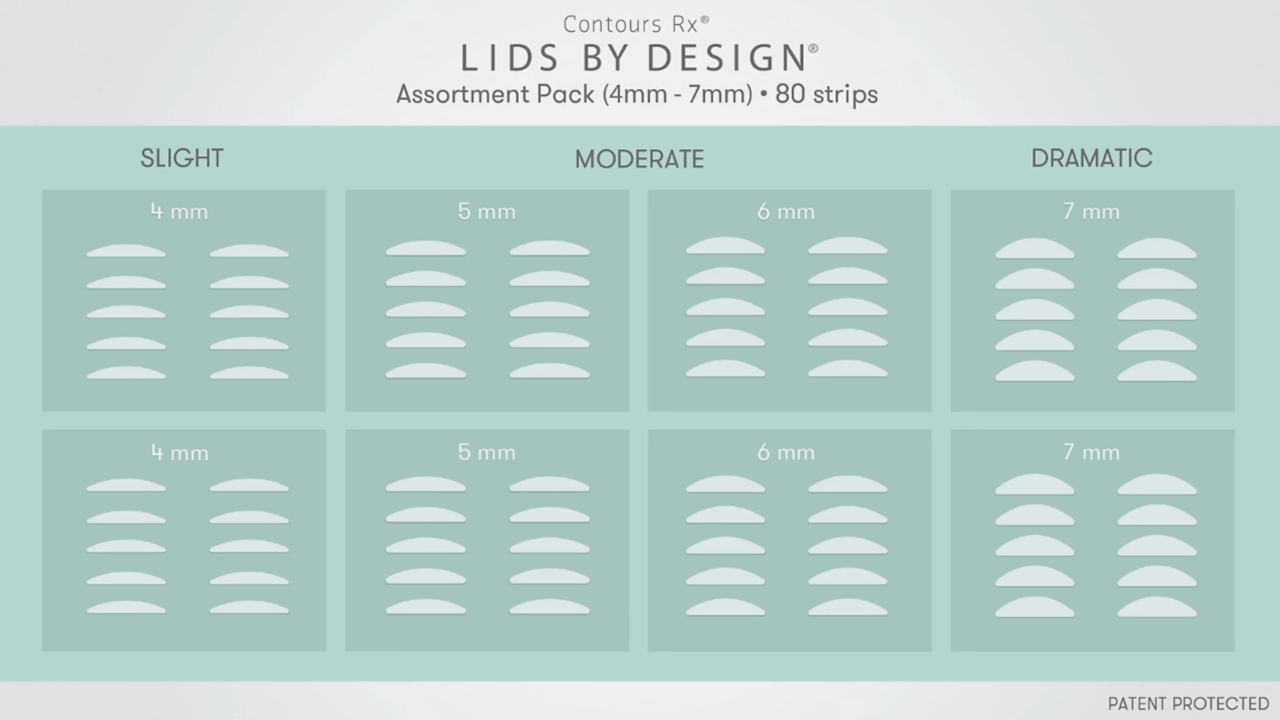 Contours Rx®
LIDS BY DESIGN®
Assortment Pack (4mm - 7mm) • 80 strips
SLIGHT MODERATE DRAMATIC
4 mm 5 mm 6 mm 7 mm
4 mm 5 mm 6 mm 7 mm
PATENT PROTECTED